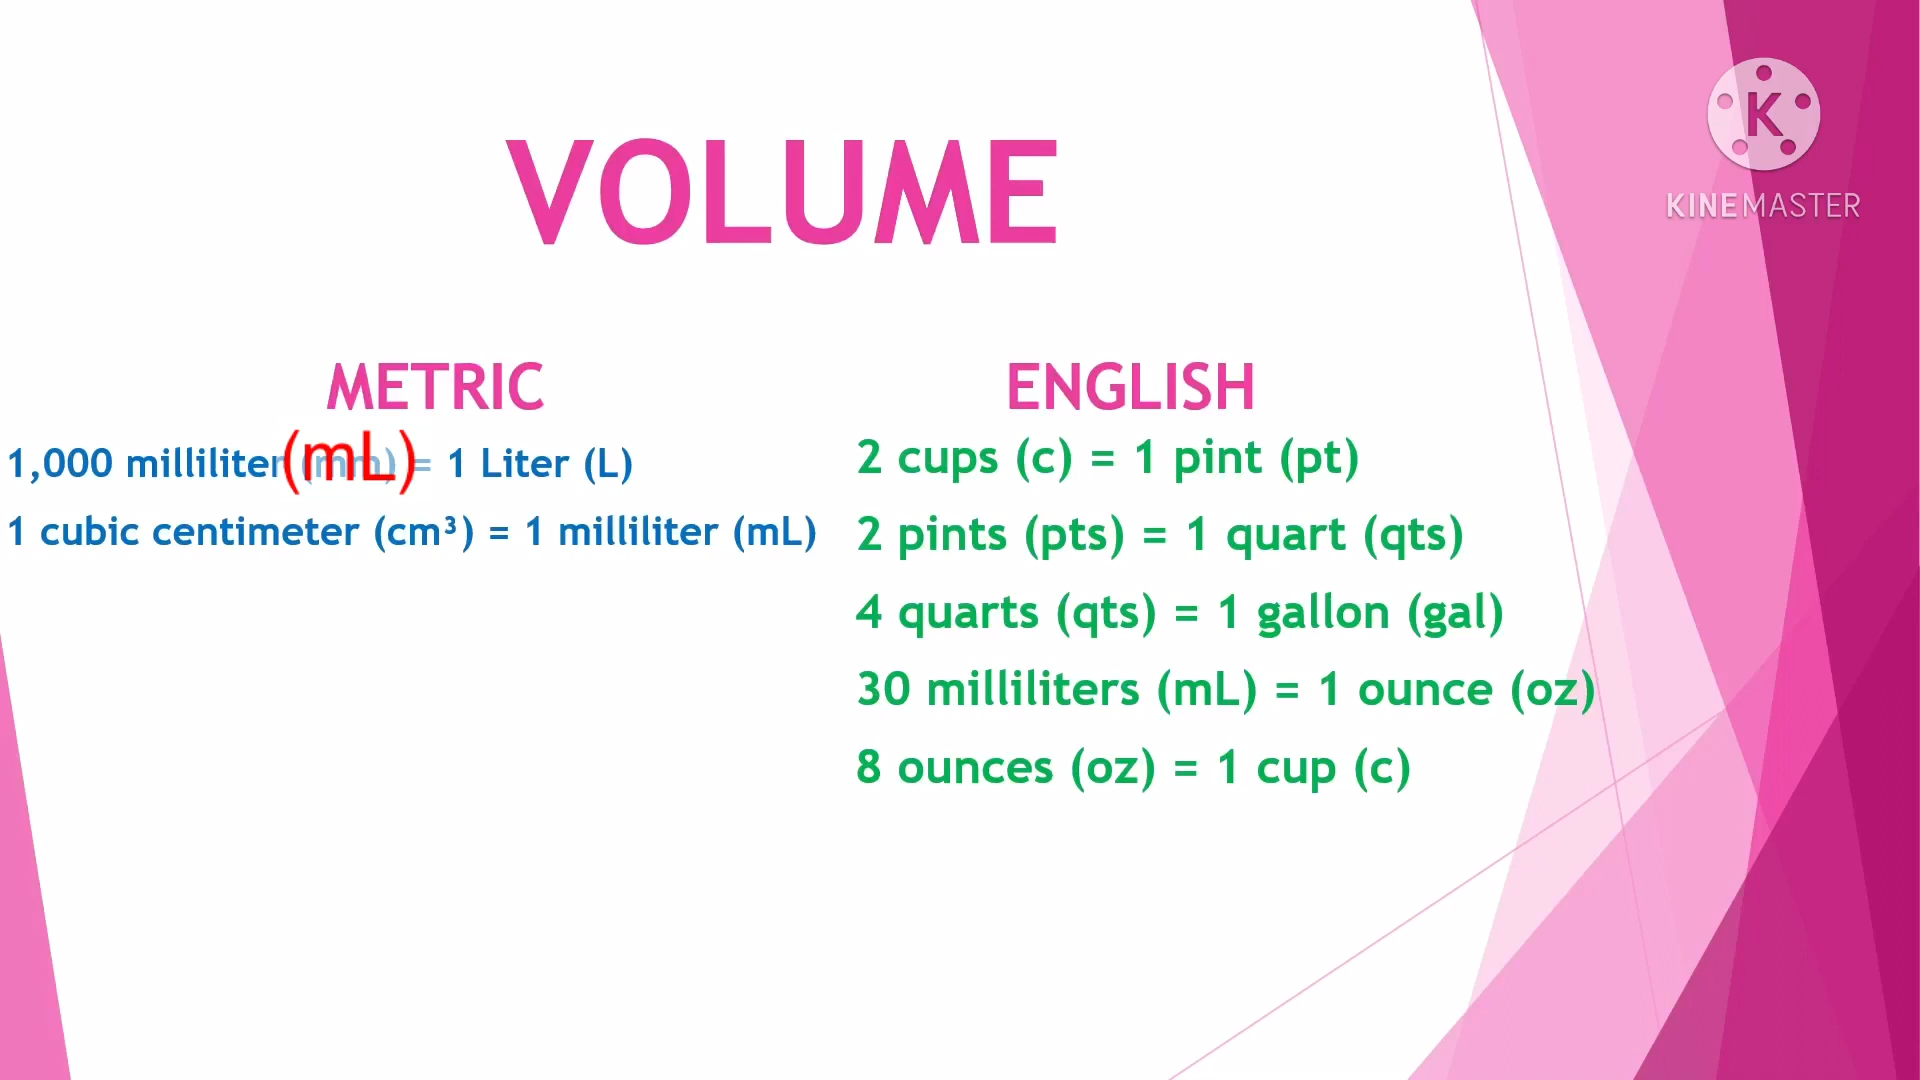 VOLUME
K
KINEMASTER
METRIC
1,000 milliliter (mL) = 1 Liter (L)
1 cubic centimeter (cm³) = 1 milliliter (mL)
ENGLISH
2 cups (c) = 1 pint (pt)
2 pints (pts) = 1 quart (qts)
4 quarts (qts) = 1 gallon (gal)
30 milliliters (mL) = 1 ounce (oz)
8 ounces (oz) = 1 cup (c)